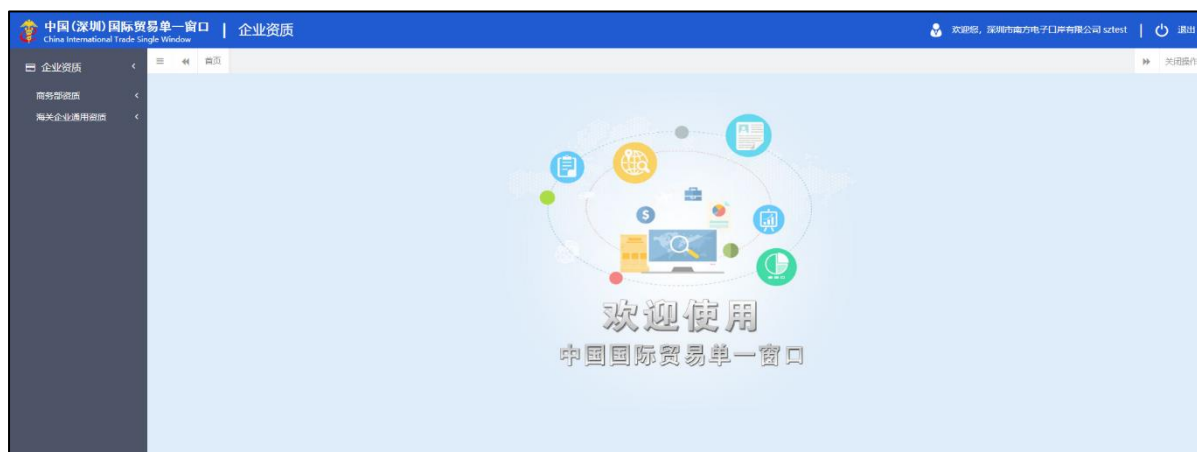 中国(深圳)国际贸易单一窗口 | 企业资质
China International Trade Single Window
欢迎您，深圳市南方电子口岸有限公司 sztest | 退出
企业资质
首页
关闭操作
商务部资质
海关企业通用资质
欢迎使用
中国国际贸易单一窗口